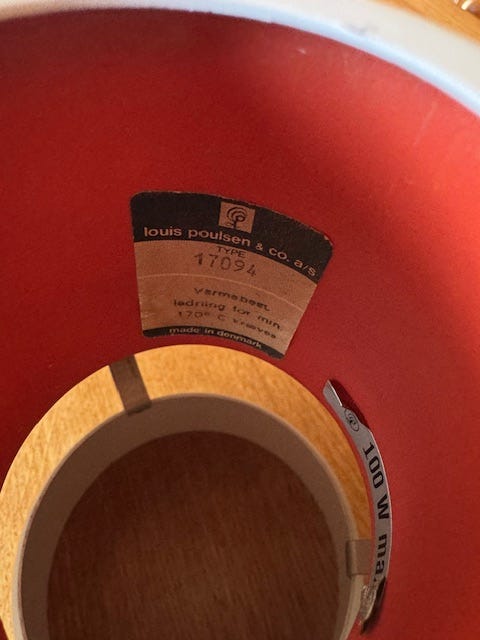 louis poulsen & co. a/s
TYPE
17094
varmebest.
ledning for min.
170° C kræves
made in denmark
100 W